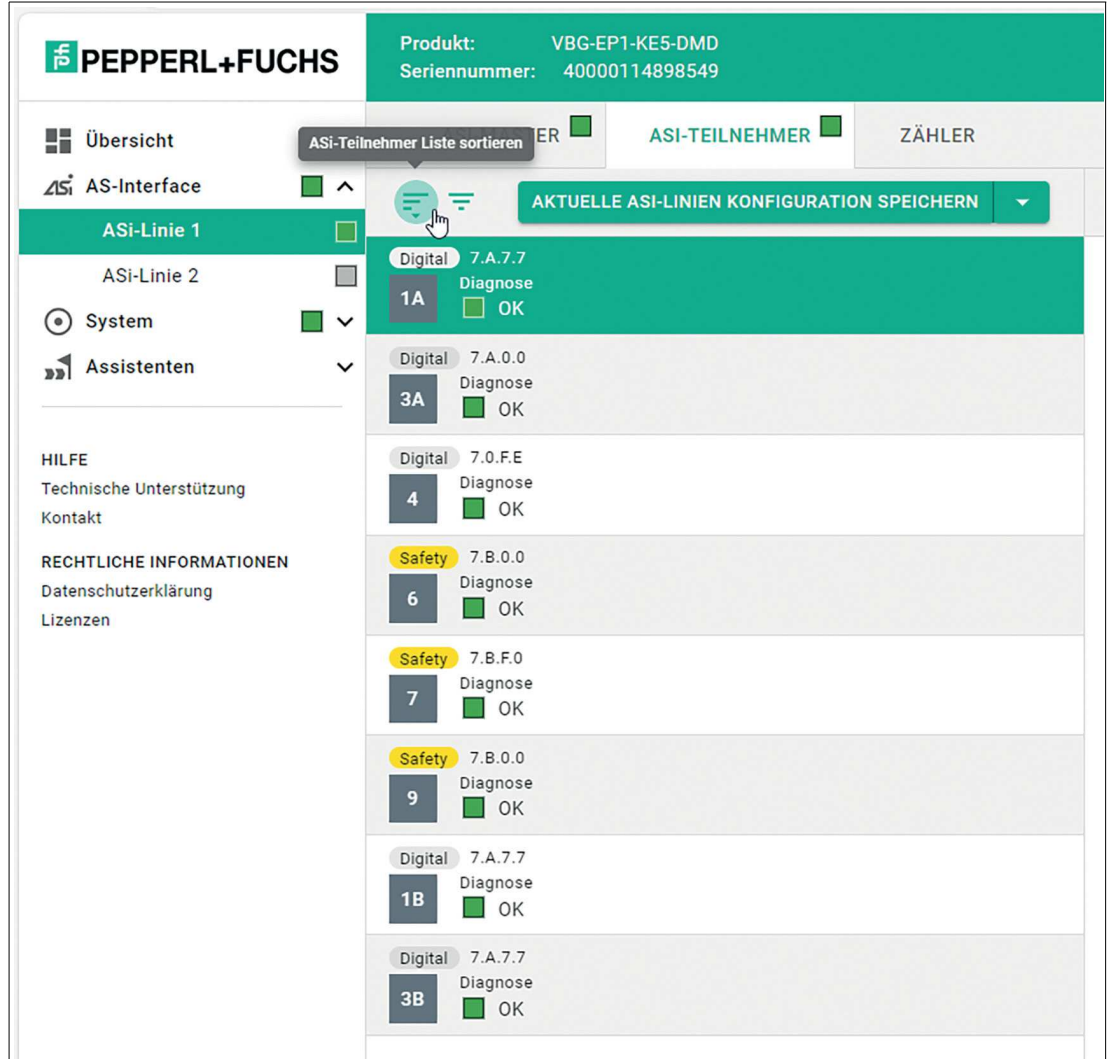 PEPPERL+FUCHS
Produkt: VBG-EP1-KE5-DMD
Seriennummer: 40000114898549
Übersicht
AS-Interface
ASi-Linie 1
ASi-Linie 2
System
Assistenten
HILFE
Technische Unterstützung
Kontakt
RECHTLICHE INFORMATIONEN
Datenschutzerklärung
Lizenzen
ASi-Teilnehmer Liste sortieren
ASI-TEILNEHMER
ZÄHLER
AKTUELLE ASI-LINIEN KONFIGURATION SPEICHERN
Digital 7.A.7.7
Diagnose
1A OK
Digital 7.A.0.0
Diagnose
3A OK
Digital 7.0.F.E
Diagnose
4 OK
Safety 7.B.0.0
Diagnose
6 OK
Safety 7.B.F.0
Diagnose
7 OK
Safety 7.B.0.0
Diagnose
9 OK
Digital 7.A.7.7
Diagnose
1B OK
Digital 7.A.7.7
Diagnose
3B OK